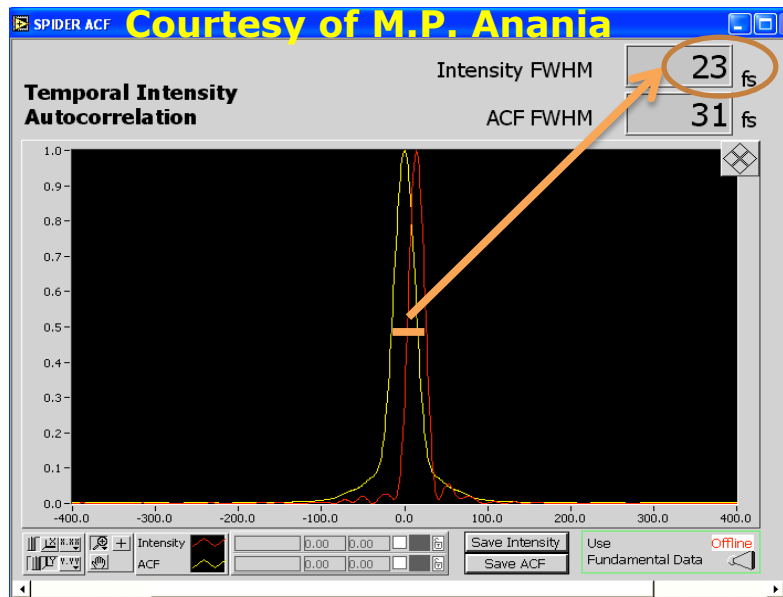 SPIDER ACF
Courtesy of M.P. Anania
Intensity FWHM 23 fs
Temporal Intensity
Autocorrelation
ACF FWHM 31 fs
1.0
0.9
0.8
0.7
0.6
0.5
0.4
0.3
0.2
0.1
0.0
-400.0 -300.0 -200.0 -100.0 0.0 100.0 200.0 300.0 400.0
X X.XX Intensity 0.00 0.00 Save Intensity Use Offline
Y Y.YY ACF 0.00 0.00 Save ACF Fundamental Data